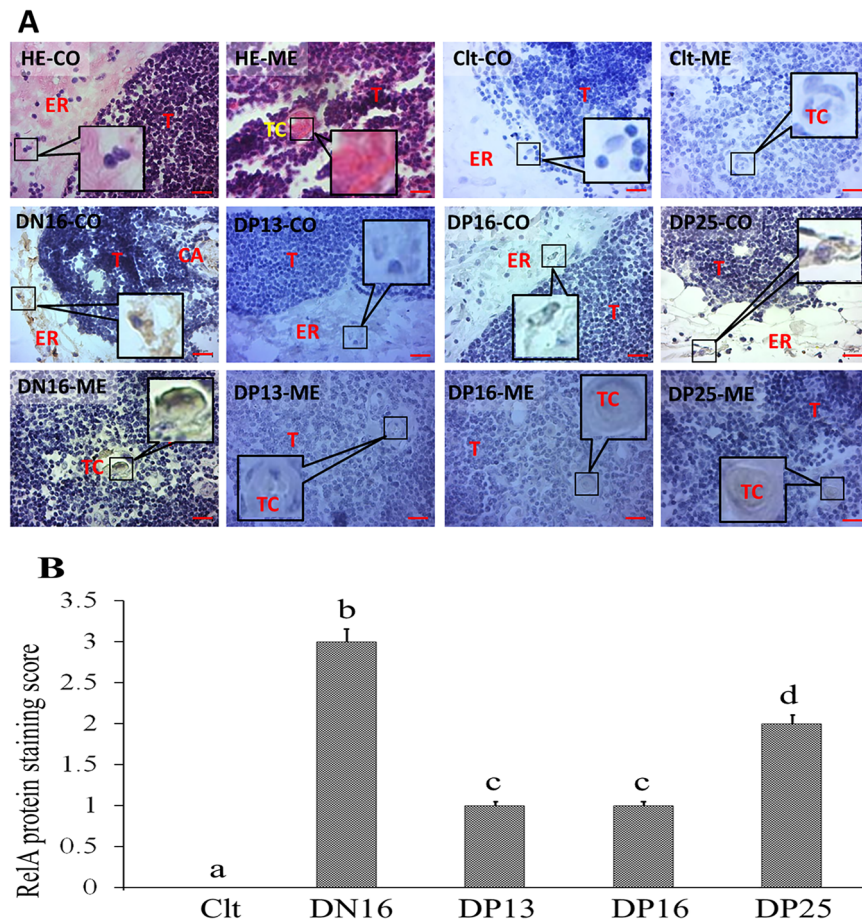 A
HE-CO
ER
T
HE-ME
T
TC
Clt-CO
T
ER
Clt-ME
TC
DN16-CO
T
CA
ER
DP13-CO
T
ER
DP16-CO
ER
T
DP25-CO
T
ER
DN16-ME
TC
DP13-ME
T
TC
DP16-ME
TC
T
DP25-ME
T
TC
B
RelA protein staining score
3.5
3
2.5
2
1.5
1
0.5
0
a
b
c
c
d
Clt
DN16
DP13
DP16
DP25